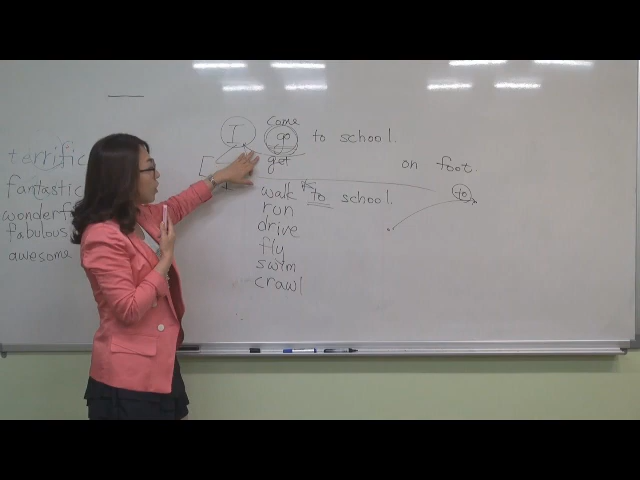 terrific
fantastic
wonderf
fabulous
awesome
come
I go to school.
get
on foot.
walk to school.
run
drive
fly
swim
crawl
to